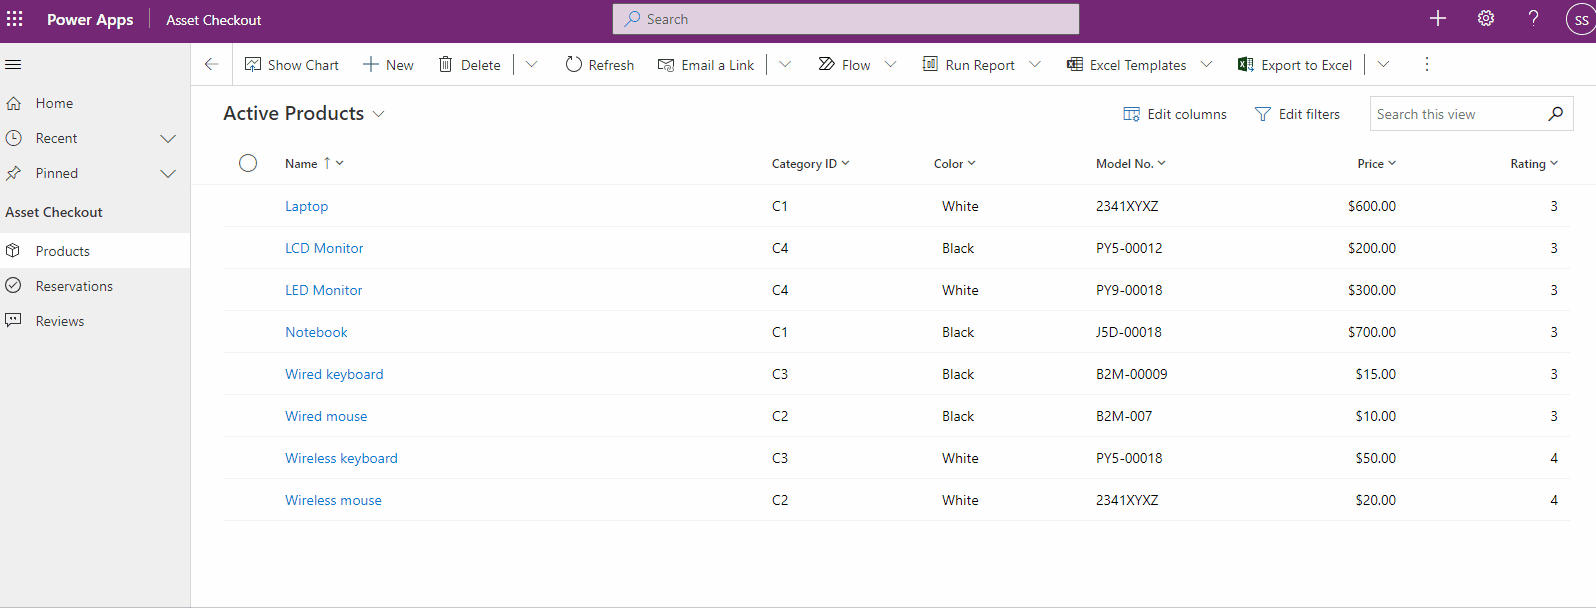 Power Apps Asset Checkout Search ? SS
Show Chart New Delete Refresh Email a Link Flow Run Report Excel Templates Export to Excel
Home
Recent
Pinned
Asset Checkout
Products
Reservations
Reviews
Active Products Edit columns Edit filters Search this view
Name ↑ Category ID Color Model No. Price Rating
Laptop C1 White 2341XYXZ $600.00 3
LCD Monitor C4 Black PY5-00012 $200.00 3
LED Monitor C4 White PY9-00018 $300.00 3
Notebook C1 Black J5D-00018 $700.00 3
Wired keyboard C3 Black B2M-00009 $15.00 3
Wired mouse C2 Black B2M-007 $10.00 3
Wireless keyboard C3 White PY5-00018 $50.00 4
Wireless mouse C2 White 2341XYXZ $20.00 4